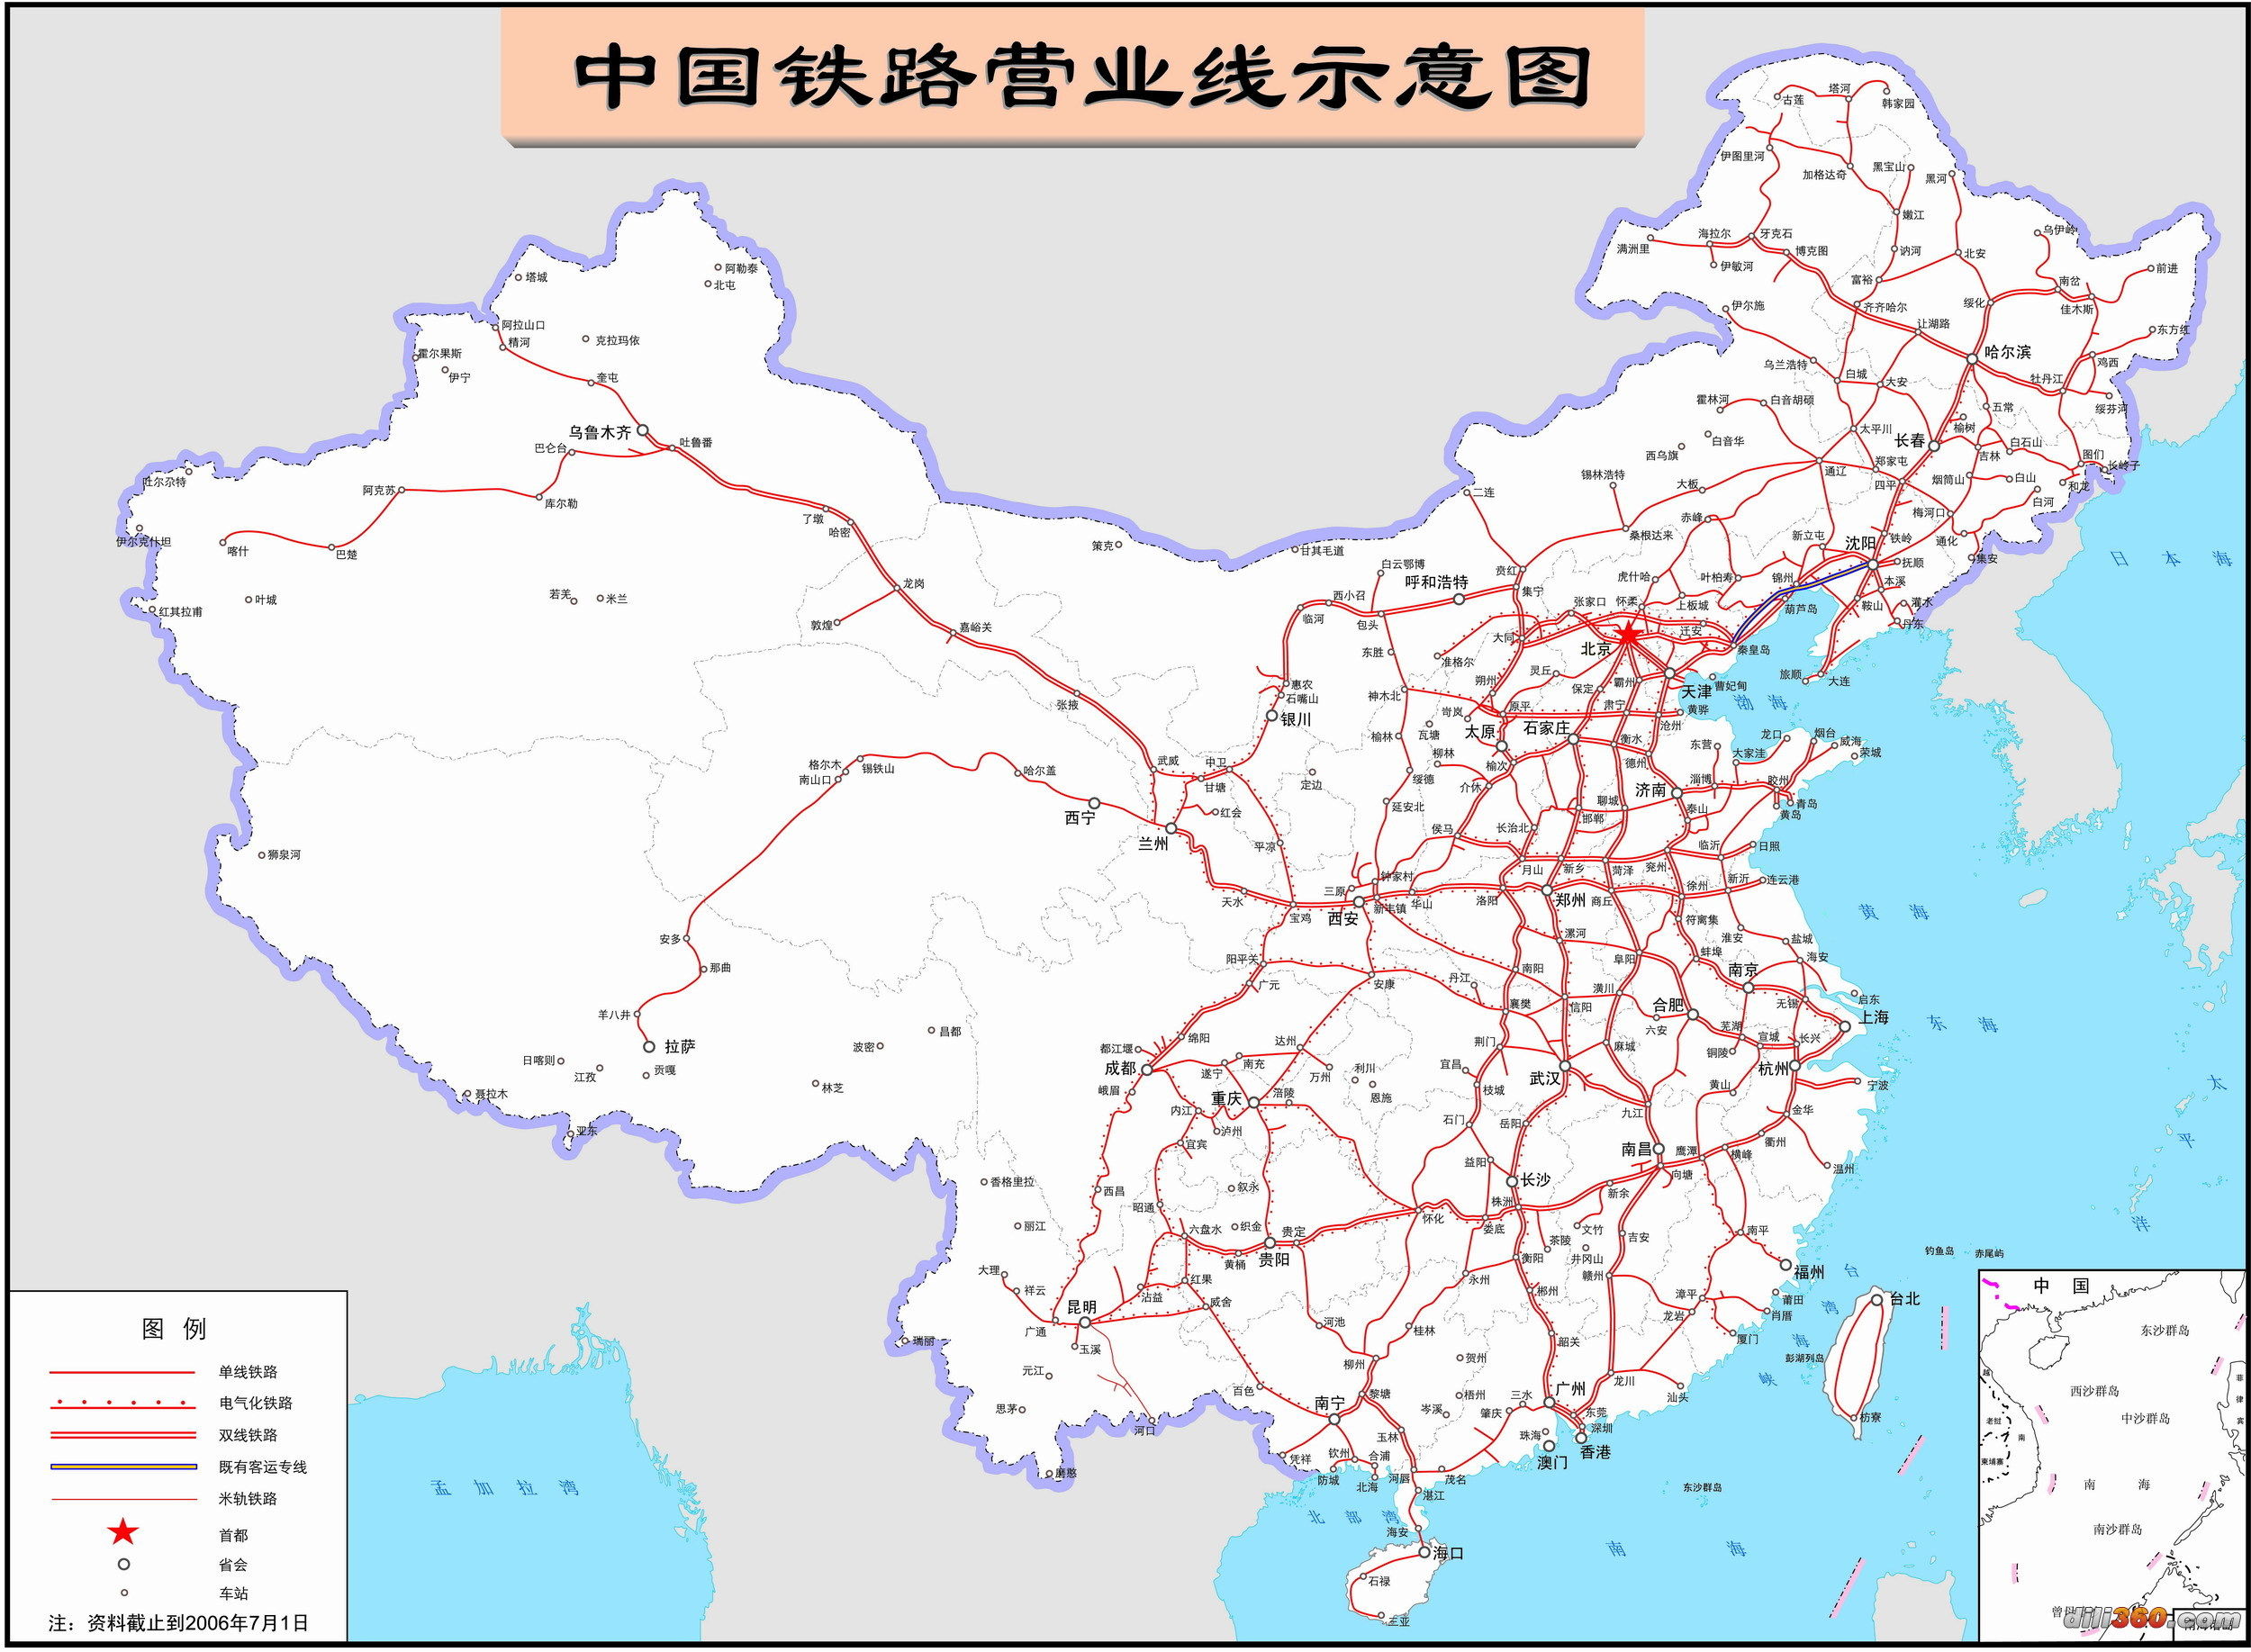 中国铁路营业线示意图
古莲
塔河
韩家园
伊图里河
加格达奇
黑宝山
黑河
嫩江
满洲里
海拉尔
牙克石
博克图
讷河
北安
乌伊岭
前进
伊敏河
富裕
南岔
伊尔施
齐齐哈尔
绥化
佳木斯
让湖路
东方红
哈尔滨
鸡西
乌兰浩特
白城
大安
牡丹江
绥芬河
霍林河
白音胡硕
五常
榆树
太平川
长春
白石山
吉林
白音华
西乌旗
图们
长岭子
通辽
郑家屯
四平
烟筒山
白山
和龙
白河
锡林浩特
大板
赤峰
梅河口
桑根达来
新立屯
沈阳
铁岭
通化
抚顺
集安
虎什哈
叶柏寿
锦州
本溪
上板城
葫芦岛
鞍山
灌水
丹东
怀柔
迁安
秦皇岛
旅顺
大连
塔城
阿勒泰
北屯
阿拉山口
精河
克拉玛依
霍尔果斯
伊宁
奎屯
乌鲁木齐
巴仑台
吐鲁番
吐尔尕特
阿克苏
库尔勒
了墩
哈密
伊尔克什坦
喀什
巴楚
叶城
红其拉甫
若羌
米兰
龙岗
敦煌
嘉峪关
张掖
策克
甘其毛道
二连
白云鄂博
呼和浩特
贲红
集宁
西小召
临河
包头
张家口
大同
北京
东胜
准格尔
灵丘
朔州
保定
霸州
天津
曹妃甸
惠农
石嘴山
银川
神木北
原平
岢岚
太原
石家庄
肃宁
黄骅
沧州
榆林
瓦塘
柳林
衡水
东营
龙口
烟台
威海
荣城
大家洼
德州
武威
中卫
甘塘
定边
绥德
榆次
介休
济南
淄博
胶州
青岛
黄岛
格尔木
锡铁山
南山口
哈尔盖
西宁
兰州
红会
延安北
聊城
邯郸
泰山
侯马
长治北
平凉
临沂
日照
狮泉河
月山
新乡
菏泽
兖州
三原
钟家村
天水
宝鸡
西安
新丰镇
华山
洛阳
郑州
商丘
徐州
新沂
连云港
符离集
漯河
淮安
盐城
安多
那曲
阳平关
广元
安康
丹江
南阳
阜阳
蚌埠
南京
海安
羊八井
拉萨
襄樊
信阳
潢川
合肥
六安
芜湖
无锡
启东
上海
昌都
波密
日喀则
江孜
贡嘎
林芝
聂拉木
亚东
都江堰
绵阳
成都
峨眉
达州
南充
遂宁
万州
利川
恩施
宜昌
荆门
枝城
武汉
麻城
铜陵
宣城
长兴
杭州
宁波
黄山
重庆
涪陵
内江
泸州
宜宾
石门
岳阳
九江
金华
衢州
南昌
鹰潭
横峰
温州
向塘
益阳
长沙
香格里拉
西昌
叙永
丽江
昭通
六盘水
织金
贵定
贵阳
黄桶
怀化
娄底
株洲
新余
文竹
吉安
南平
茶陵
井冈山
衡阳
永州
福州
大理
祥云
沾益
红果
昆明
威舍
广通
玉溪
郴州
赣州
漳平
莆田
肖厝
龙岩
厦门
瑞丽
河池
桂林
韶关
元江
柳州
贺州
思茅
百色
南宁
黎塘
梧州
岑溪
三水
肇庆
广州
东莞
深圳
龙川
汕头
河口
磨憨
玉林
珠海
澳门
香港
凭祥
钦州
合浦
防城
北海
河唇
茂名
湛江
海安
海口
石禄
三亚
台北
枋寮
钓鱼岛
赤尾屿
彭湖列岛
东沙群岛
日本海
渤海
黄海
东海
太平洋
台湾海峡
南海
北部湾
孟加拉湾
图 例
单线铁路
电气化铁路
双线铁路
既有客运专线
米轨铁路
首都
省会
车站
注：资料截止到2006年7月1日
中 国
东沙群岛
西沙群岛
中沙群岛
越
南
老挝
柬埔寨
菲律宾
南 海
南沙群岛
dili360.com